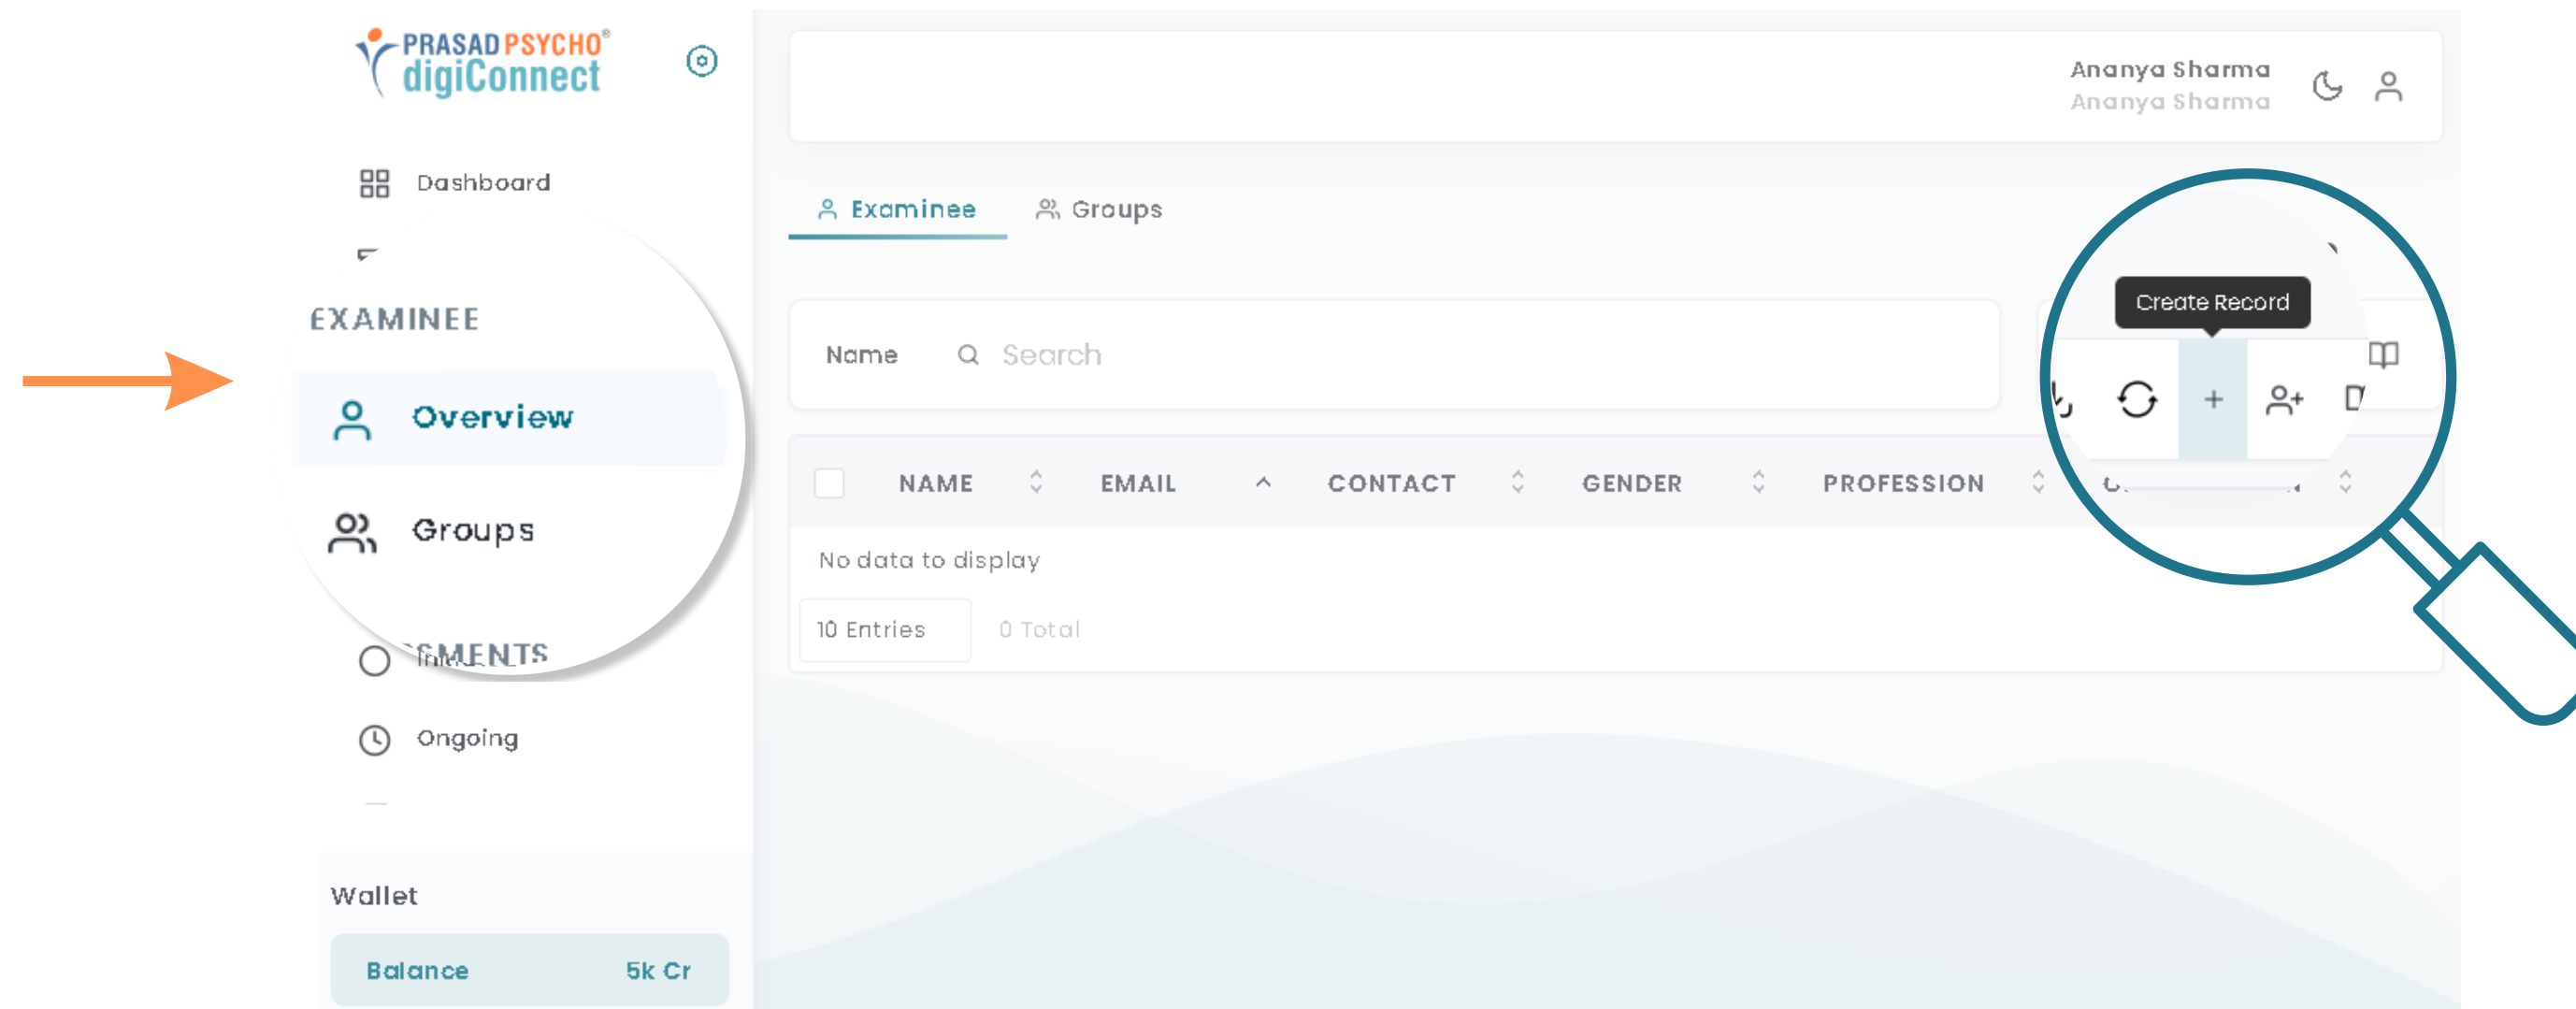 PRASAD PSYCHO®
digiConnect
Ananya Sharma
Ananya Sharma
Dashboard
Examinee
Groups
EXAMINEE
Create Record
Name
Search
Overview
NAME
EMAIL
CONTACT
GENDER
PROFESSION
Groups
No data to display
10 Entries
0 Total
SMENTS
Ongoing
Wallet
Balance
5k Cr